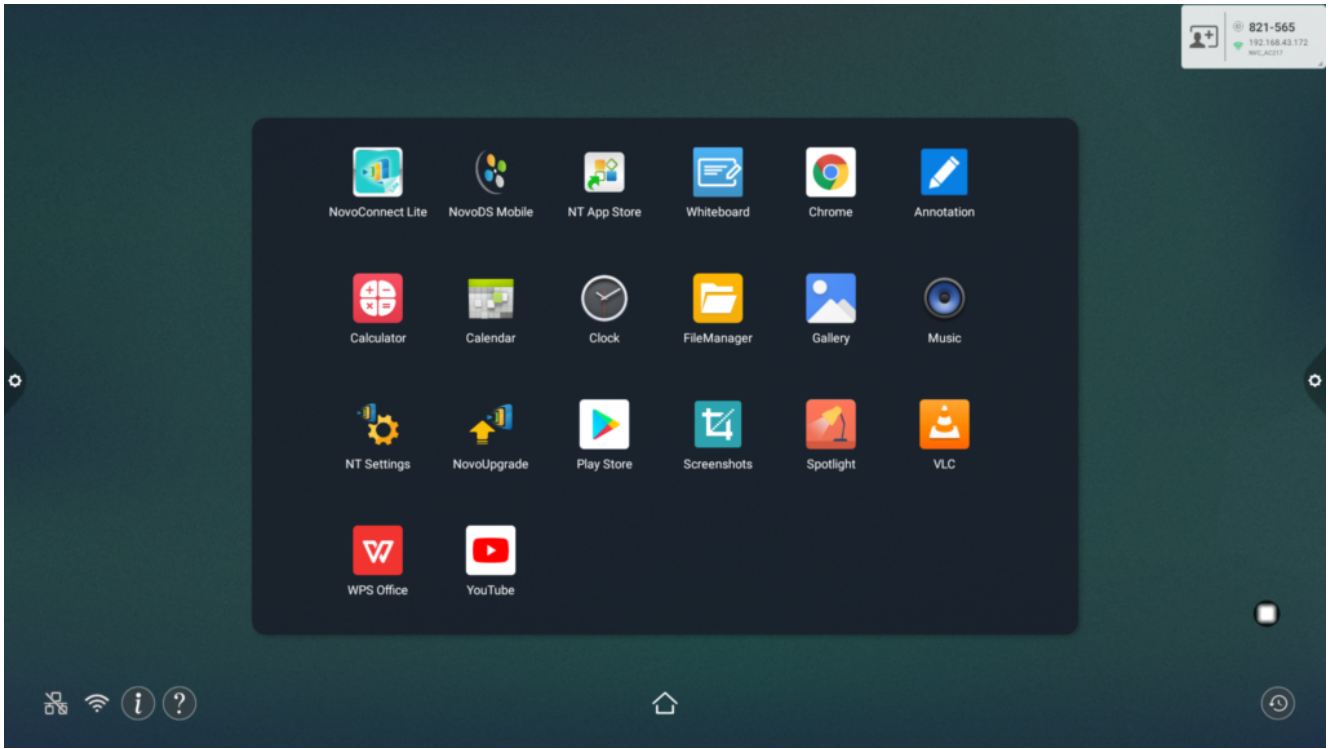 821-565
192.168.43.172
NVC_AC217
NovoConnect Lite
NovoDS Mobile
NT App Store
Whiteboard
Chrome
Annotation
Calculator
Calendar
Clock
FileManager
Gallery
Music
NT Settings
NovoUpgrade
Play Store
Screenshots
Spotlight
VLC
WPS Office
YouTube
i
?